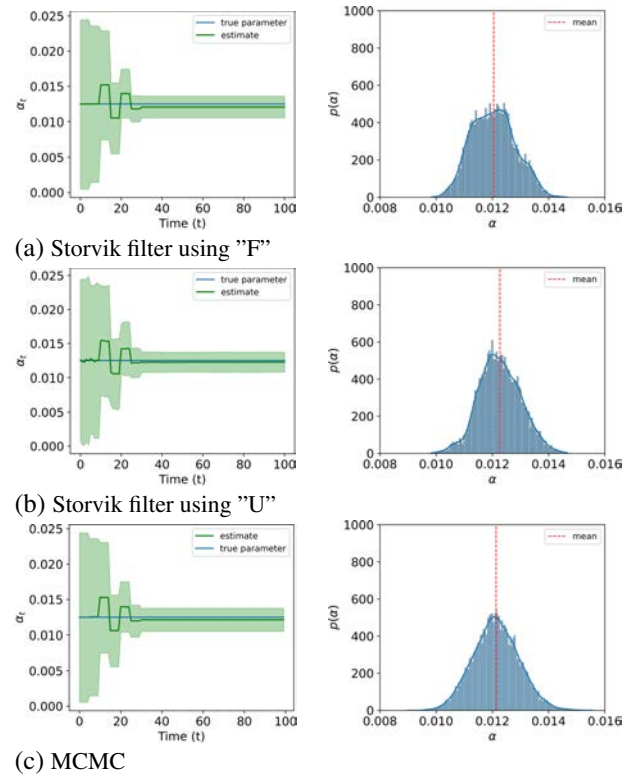 0.025
0.020
0.015
0.010
0.005
0.000
αt
true parameter
estimate
0 20 40 60 80 100
Time (t)
1000
800
600
400
200
0
p(α)
mean
0.008 0.010 0.012 0.014 0.016
α
(a) Storvik filter using ”F”
0.025
0.020
0.015
0.010
0.005
0.000
αt
true parameter
estimate
0 20 40 60 80 100
Time (t)
1000
800
600
400
200
0
p(α)
mean
0.008 0.010 0.012 0.014 0.016
α
(b) Storvik filter using ”U”
0.025
0.020
0.015
0.010
0.005
0.000
αt
estimate
true parameter
0 20 40 60 80 100
Time (t)
1000
800
600
400
200
0
p(α)
mean
0.008 0.010 0.012 0.014 0.016
α
(c) MCMC